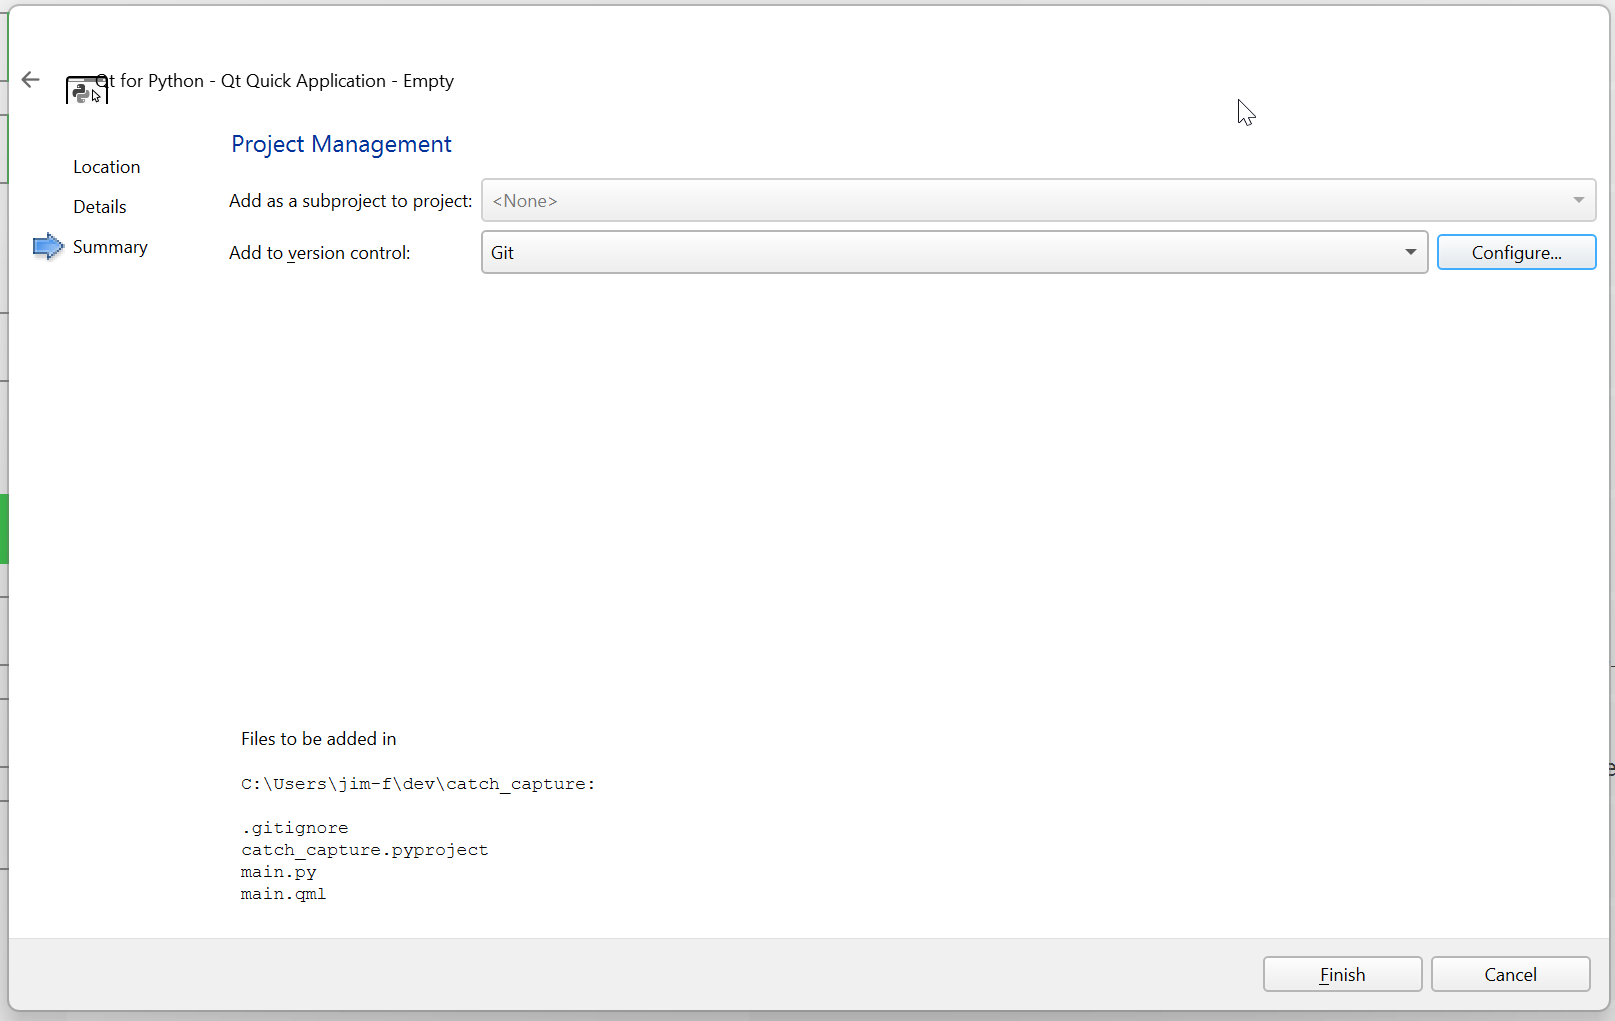 Qt for Python - Qt Quick Application - Empty
Location
Details
Summary
Project Management
Add as a subproject to project: <None>
Add to version control: Git Configure...
Files to be added in
C:\Users\jim-f\dev\catch_capture:
.gitignore
catch_capture.pyproject
main.py
main.qml
Finish Cancel